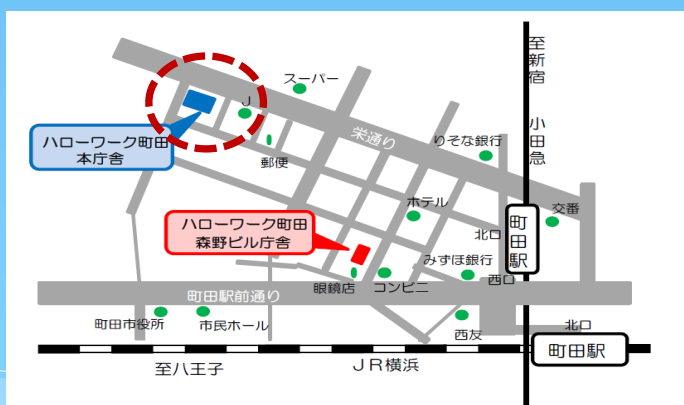 至新宿
小田急
スーパー
J
栄通り
りそな銀行
ハローワーク町田
本庁舎
郵便
ホテル
交番
北口
町田駅
ハローワーク町田
森野ビル庁舎
みずほ銀行
西口
眼鏡店
コンビニ
町田駅前通り
町田市役所
市民ホール
西友
北口
町田駅
至八王子
JR横浜